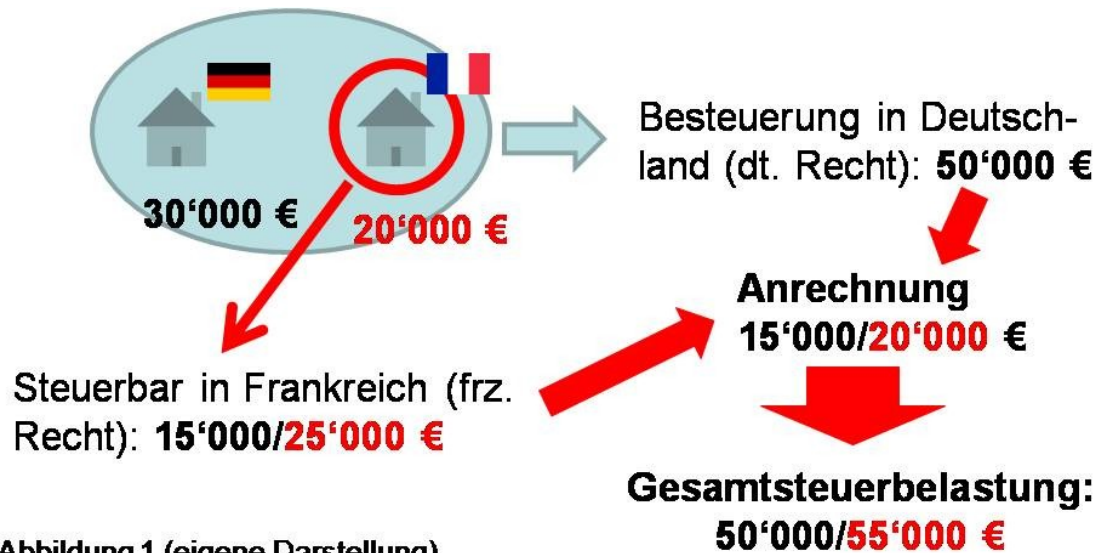 30‘000 €
20‘000 €
Besteuerung in Deutsch-
land (dt. Recht): 50‘000 €
Anrechnung
15‘000/20‘000 €
Steuerbar in Frankreich (frz.
Recht): 15‘000/25‘000 €
Gesamtsteuerbelastung:
50‘000/55‘000 €
Abbildung 1 (eigene Darstellung)